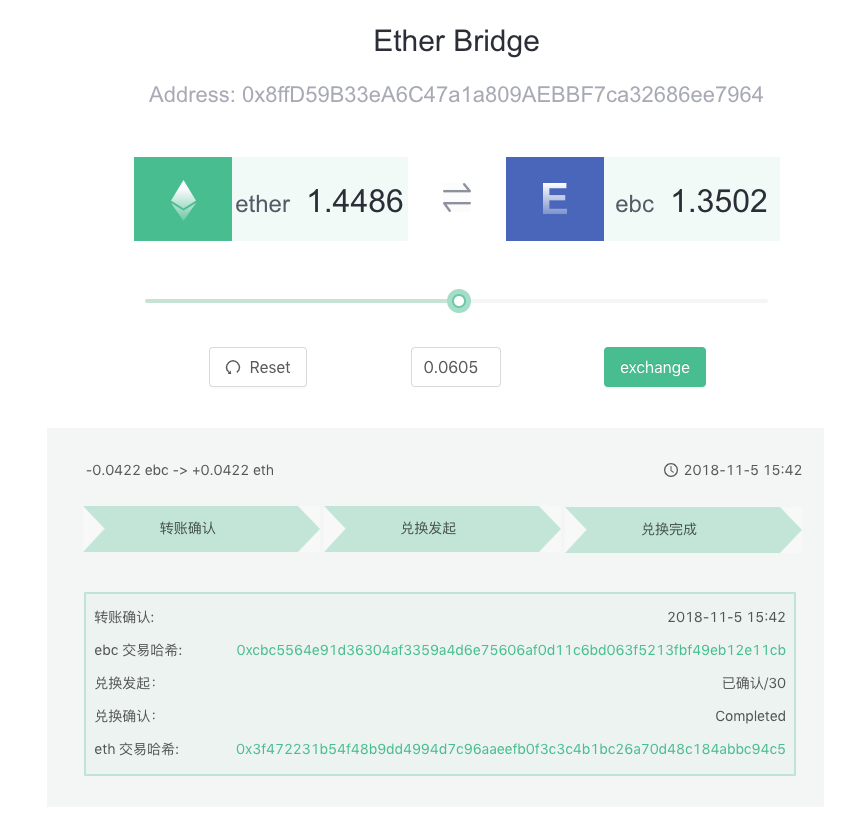 Ether Bridge
Address: 0x8ffD59B33eA6C47a1a809AEBBF7ca32686ee7964
ether 1.4486
E ebc 1.3502
Reset 0.0605 exchange
-0.0422 ebc -> +0.0422 eth 2018-11-5 15:42
转账确认 兑换发起 兑换完成
转账确认: 2018-11-5 15:42
ebc 交易哈希: 0xcbc5564e91d36304af3359a4d6e75606af0d11c6bd063f5213fbf49eb12e11cb
兑换发起: 已确认/30
兑换确认: Completed
eth 交易哈希: 0x3f472231b54f48b9dd4994d7c96aaeefb0f3c3c4b1bc26a70d48c184abbc94c5